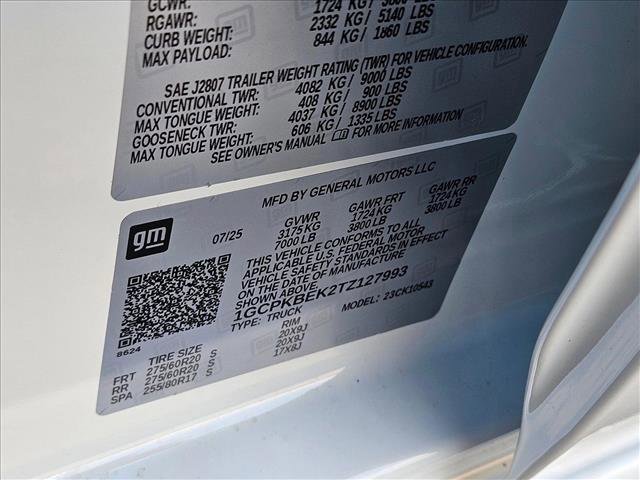 GCWR:
RGAWR: 1724 KG/ 3800 LBS
CURB WEIGHT: 2332 KG/ 5140 LBS
MAX PAYLOAD: 844 KG/ 1860 LBS
SAE J2807 TRAILER WEIGHT RATING (TWR) FOR VEHICLE CONFIGURATION.
CONVENTIONAL TWR: 4082 KG/ 9000 LBS
MAX TONGUE WEIGHT: 408 KG/ 900 LBS
GOOSENECK TWR: 4037 KG/ 8900 LBS
MAX TONGUE WEIGHT: 606 KG/ 1335 LBS
SEE OWNER'S MANUAL FOR MORE INFORMATION
MFD BY GENERAL MOTORS LLC
gm
07/25 GVWR GAWR FRT GAWR RR
3175 KG 1724 KG 1724 KG
7000 LB 3800 LB 3800 LB
THIS VEHICLE CONFORMS TO ALL
APPLICABLE U.S. FEDERAL MOTOR
VEHICLE SAFETY STANDARDS IN EFFECT
ON THE DATE OF MANUFACTURE
SHOWN ABOVE.
1GCPKBEK2TZ127993
TYPE: TRUCK MODEL: 23CK10543
8624
TIRE SIZE RIM
FRT 275/60R20 S 20X9J
RR 275/60R20 S 20X9J
SPA 255/80R17 S 17X8J